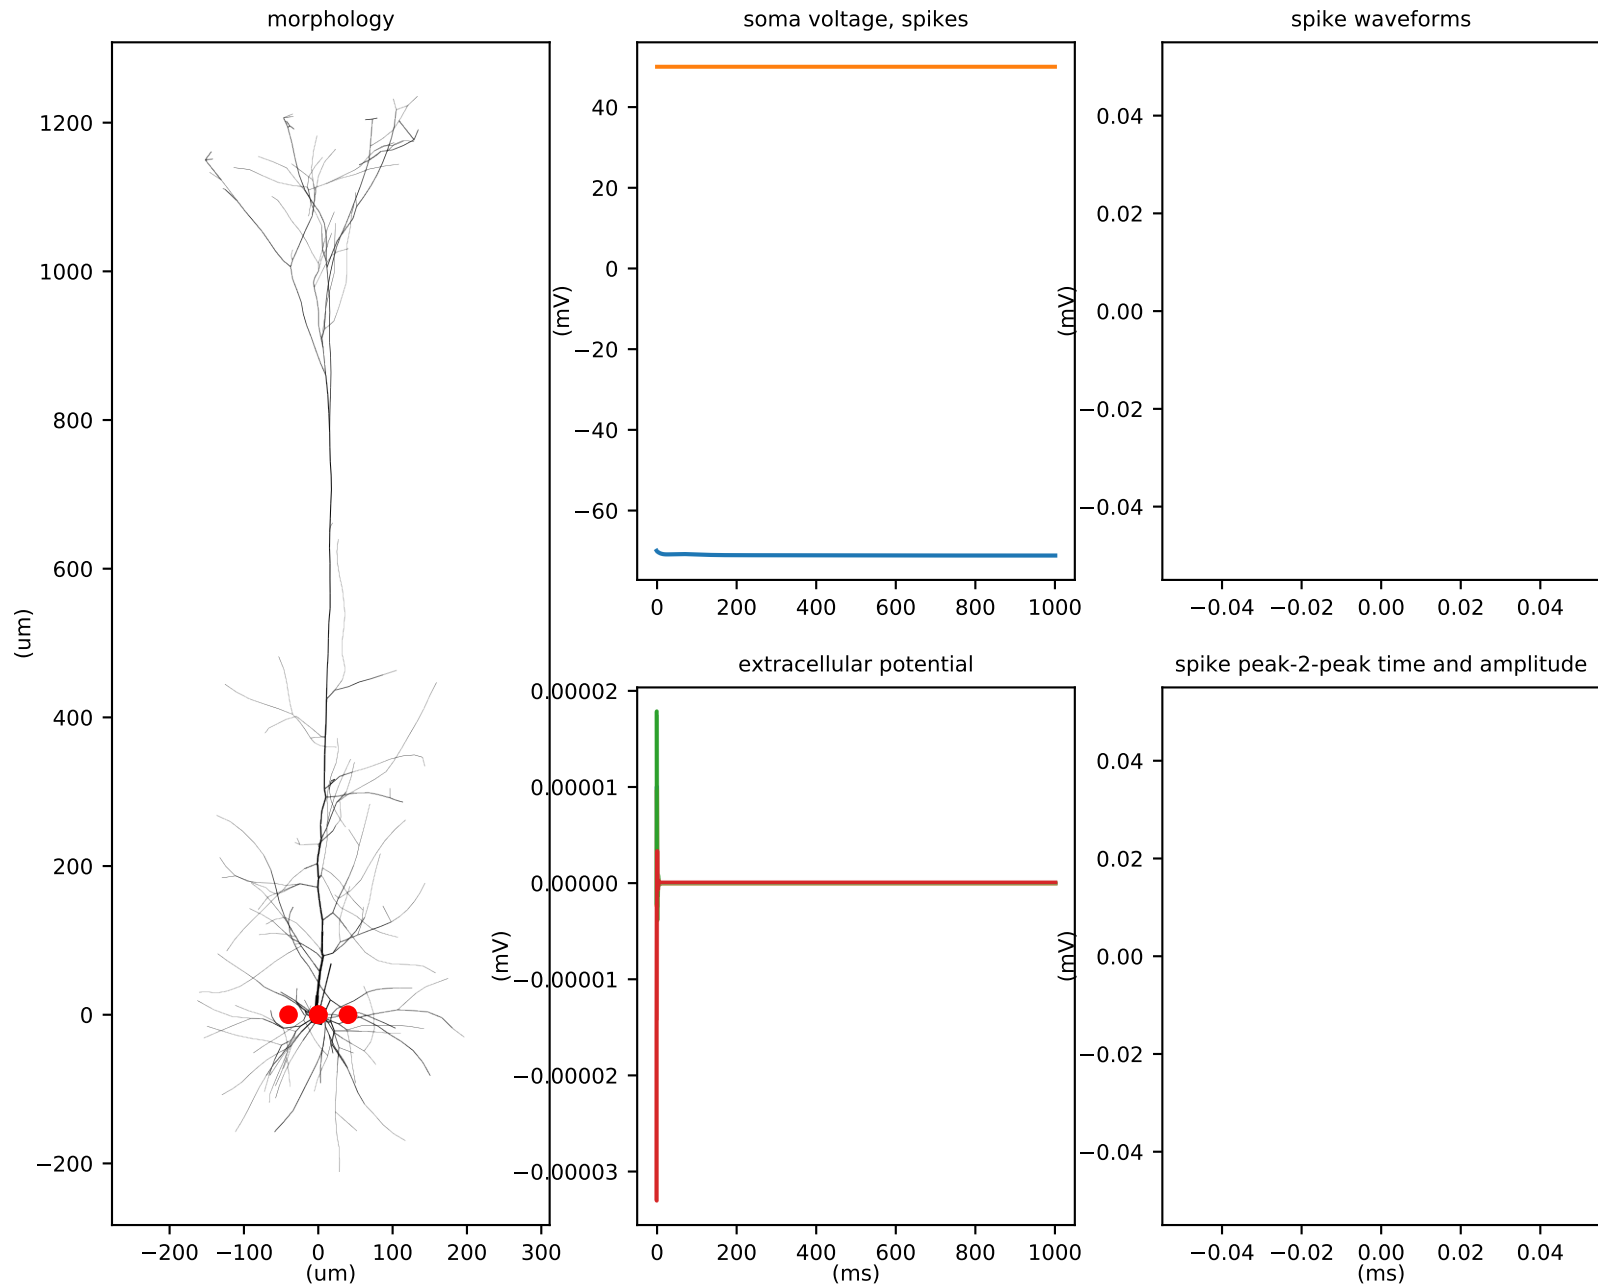 morphology
1200
1000
800
600
400
200
0
−200
(um)
−200 −100 0 100 200 300
(um)
soma voltage, spikes
40
20
0
−20
−40
−60
(mV)
0 200 400 600 800 1000
spike waveforms
0.04
0.02
0.00
−0.02
−0.04
(mV)
−0.04 −0.02 0.00 0.02 0.04
extracellular potential
0.00002
0.00001
0.00000
−0.00001
−0.00002
−0.00003
(mV)
0 200 400 600 800 1000
(ms)
spike peak-2-peak time and amplitude
0.04
0.02
0.00
−0.02
−0.04
(mV)
−0.04 −0.02 0.00 0.02 0.04
(ms)